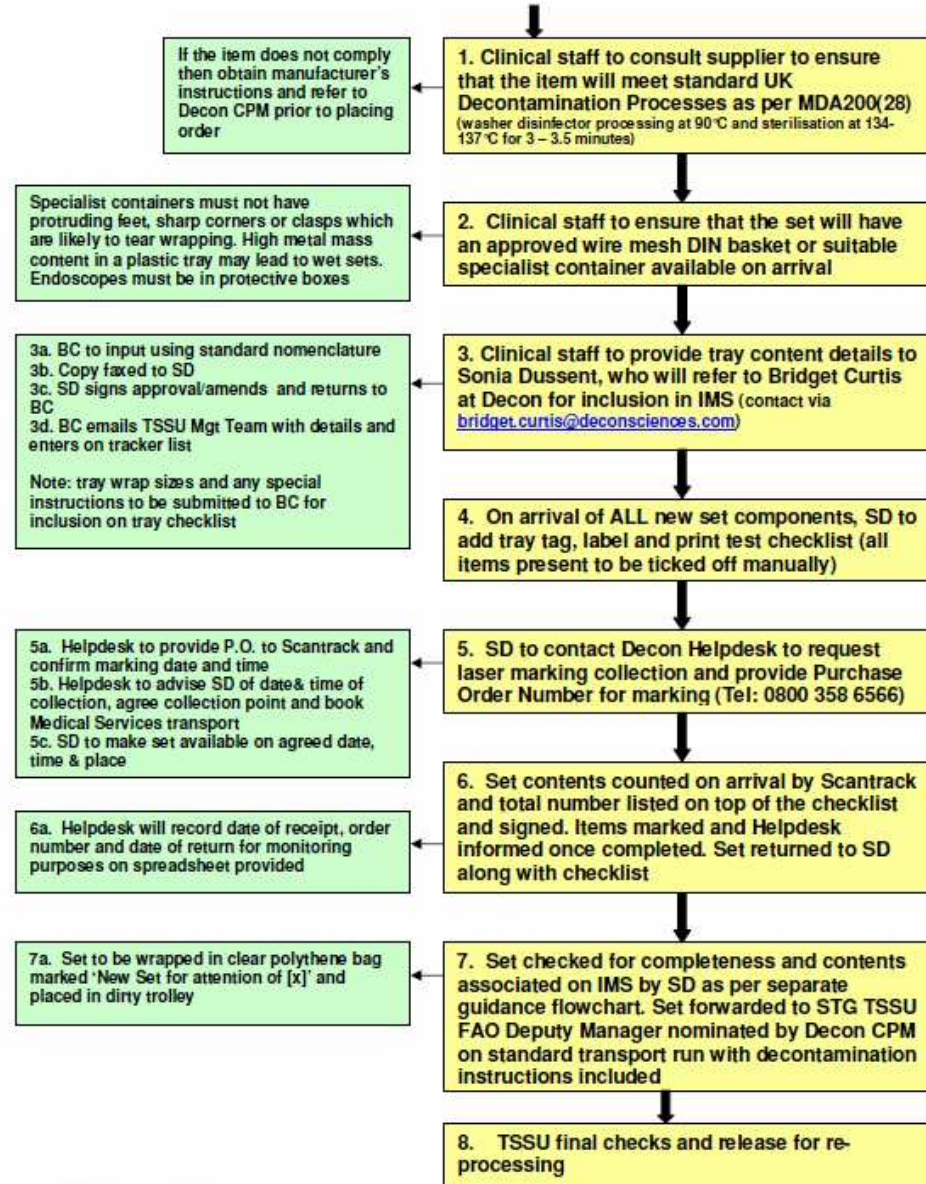 If the item does not comply
then obtain manufacturer's
instructions and refer to
Decon CPM prior to placing
order
1. Clinical staff to consult supplier to ensure
that the item will meet standard UK
Decontamination Processes as per MDA200(28)
(washer disinfector processing at 90°C and sterilisation at 134-
137°C for 3 – 3.5 minutes)
Specialist containers must not have
protruding feet, sharp corners or clasps which
are likely to tear wrapping. High metal mass
content in a plastic tray may lead to wet sets.
Endoscopes must be in protective boxes
2. Clinical staff to ensure that the set will have
an approved wire mesh DIN basket or suitable
specialist container available on arrival
3a. BC to input using standard nomenclature
3b. Copy faxed to SD
3c. SD signs approval/amends and returns to
BC
3d. BC emails TSSU Mgt Team with details and
enters on tracker list
Note: tray wrap sizes and any special
instructions to be submitted to BC for
inclusion on tray checklist
3. Clinical staff to provide tray content details to
Sonia Dussent, who will refer to Bridget Curtis
at Decon for inclusion in IMS (contact via
bridget.curtis@deconsciences.com)
4. On arrival of ALL new set components, SD to
add tray tag, label and print test checklist (all
items present to be ticked off manually)
5a. Helpdesk to provide P.O. to Scantrack and
confirm marking date and time
5b. Helpdesk to advise SD of date& time of
collection, agree collection point and book
Medical Services transport
5c. SD to make set available on agreed date,
time & place
5. SD to contact Decon Helpdesk to request
laser marking collection and provide Purchase
Order Number for marking (Tel: 0800 358 6566)
6a. Helpdesk will record date of receipt, order
number and date of return for monitoring
purposes on spreadsheet provided
6. Set contents counted on arrival by Scantrack
and total number listed on top of the checklist
and signed. Items marked and Helpdesk
informed once completed. Set returned to SD
along with checklist
7a. Set to be wrapped in clear polythene bag
marked 'New Set for attention of [x]' and
placed in dirty trolley
7. Set checked for completeness and contents
associated on IMS by SD as per separate
guidance flowchart. Set forwarded to STG TSSU
FAO Deputy Manager nominated by Decon CPM
on standard transport run with decontamination
instructions included
8. TSSU final checks and release for re-
processing